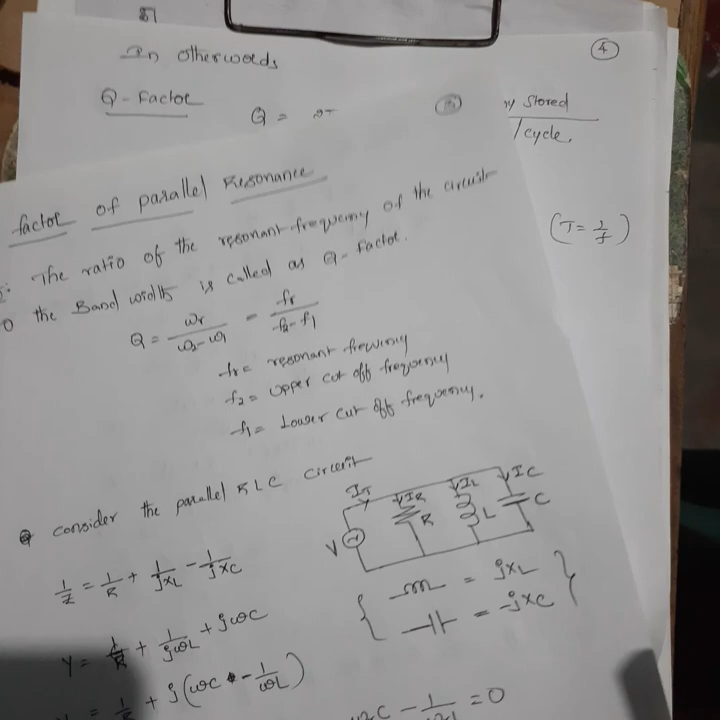 In otherwords
4
Q-Factor
Q =
stored
/cycle.
(T = 1/f)
factor of parallel Resonance
The ratio of the resonant frequency of the circuit
the Band width is called as Q-factor.
Q = ωr/(ω2-ω1) = fr/(f2-f1)
fr = resonant frequency
f2 = upper cut off frequency
f1 = Lower cut off frequency.
consider the parallel RLC circuit
IT IR IL IC
V R L C
1/Z = 1/R + 1/jXL - 1/jXC
{ = jXL
= -jXC }
Y = 1/R + 1/jωL + jωC
= 1/R + j(ωC - 1/ωL)
ωC - 1/ωL = 0